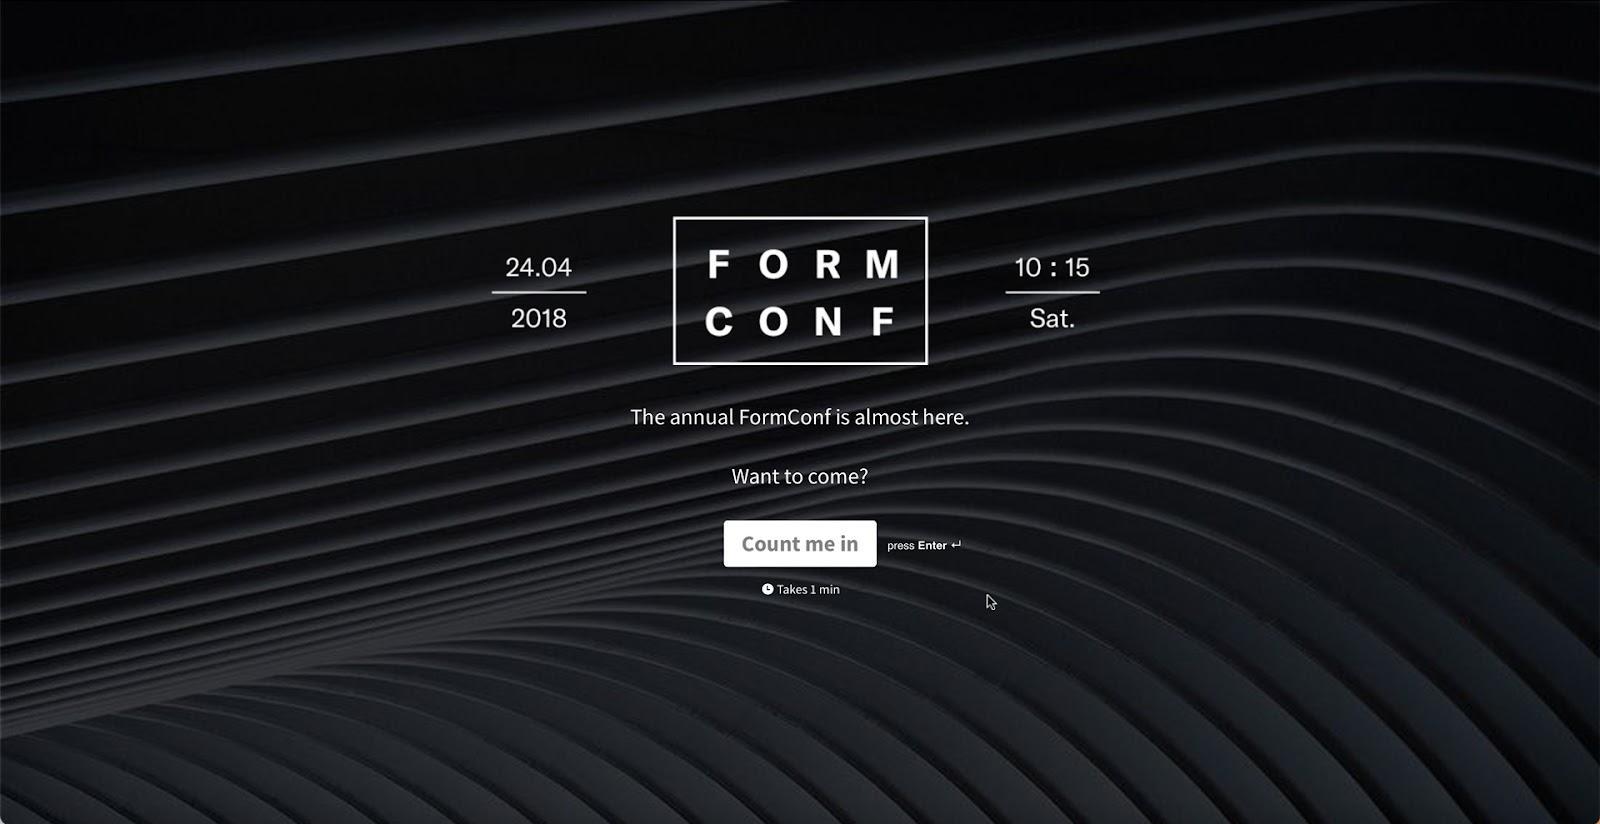 24.04
2018
FORM
CONF
10 : 15
Sat.
The annual FormConf is almost here.
Want to come?
Count me in
press Enter ↵
Takes 1 min